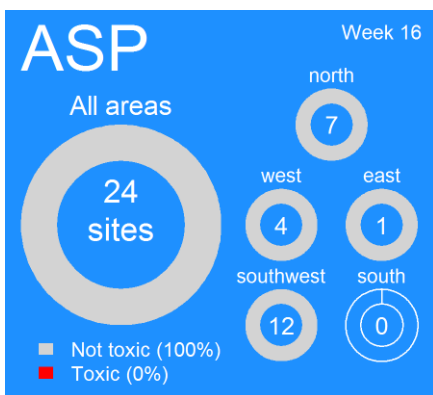 ASP
Week 16
All areas
24
sites
north
7
west
4
east
1
southwest
12
south
0
Not toxic (100%)
Toxic (0%)